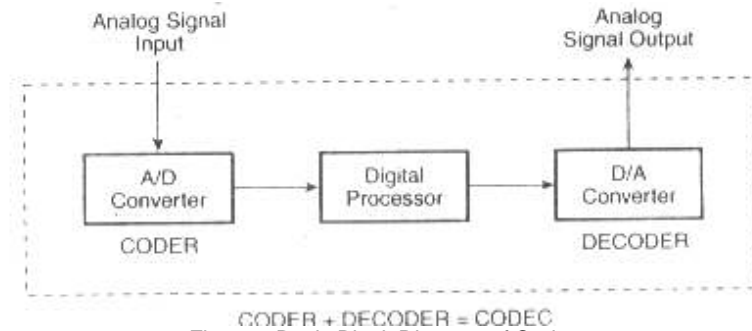 Analog Signal
Input
Analog
Signal Output
A/D
Converter
Digital
Processor
D/A
Converter
CODER
DECODER
CODER + DECODER = CODEC